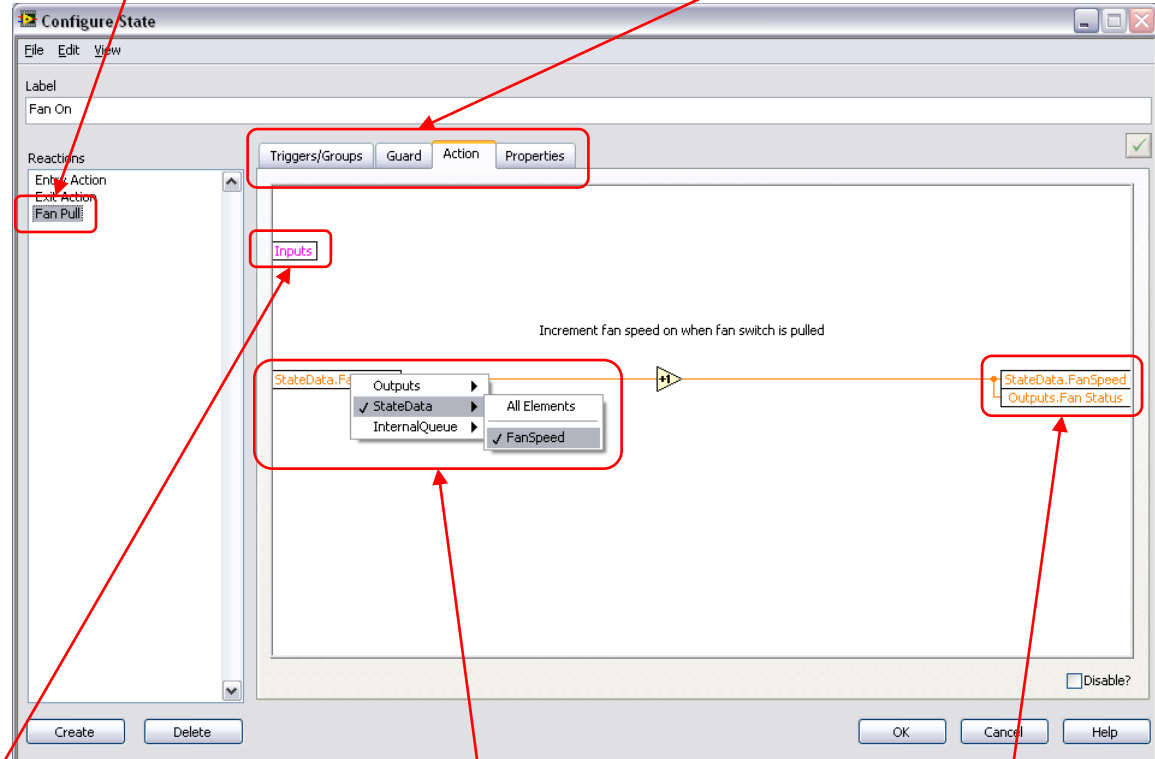 Configure State
File Edit View
Label
Fan On
Reactions
Entry Action
Exit Action
Fan Pull
Triggers/Groups Guard Action Properties
Inputs
Increment fan speed on when fan switch is pulled
StateData.Fa
Outputs
StateData
InternalQueue
All Elements
FanSpeed
+1
StateData.FanSpeed
Outputs.Fan Status
Disable?
Create Delete OK Cancel Help